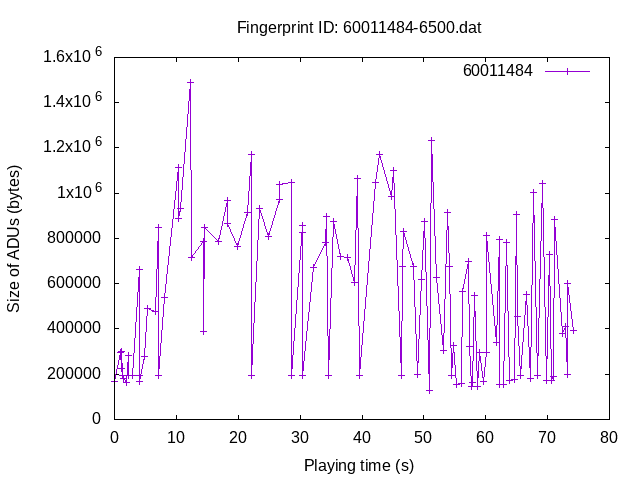 Fingerprint ID: 60011484-6500.dat
60011484
Size of ADUs (bytes)
1.6x10^6
1.4x10^6
1.2x10^6
1x10^6
800000
600000
400000
200000
0
0 10 20 30 40 50 60 70 80
Playing time (s)